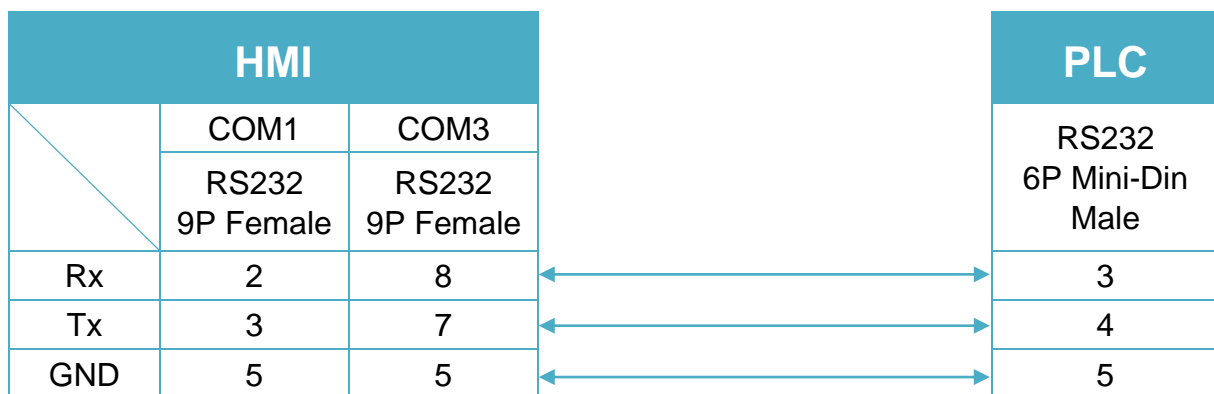 HMI PLC
COM1 COM3
RS232
6P Mini-Din
Male
RS232
9P Female
RS232
9P Female
Rx 2 8 3
Tx 3 7 4
GND 5 5 5